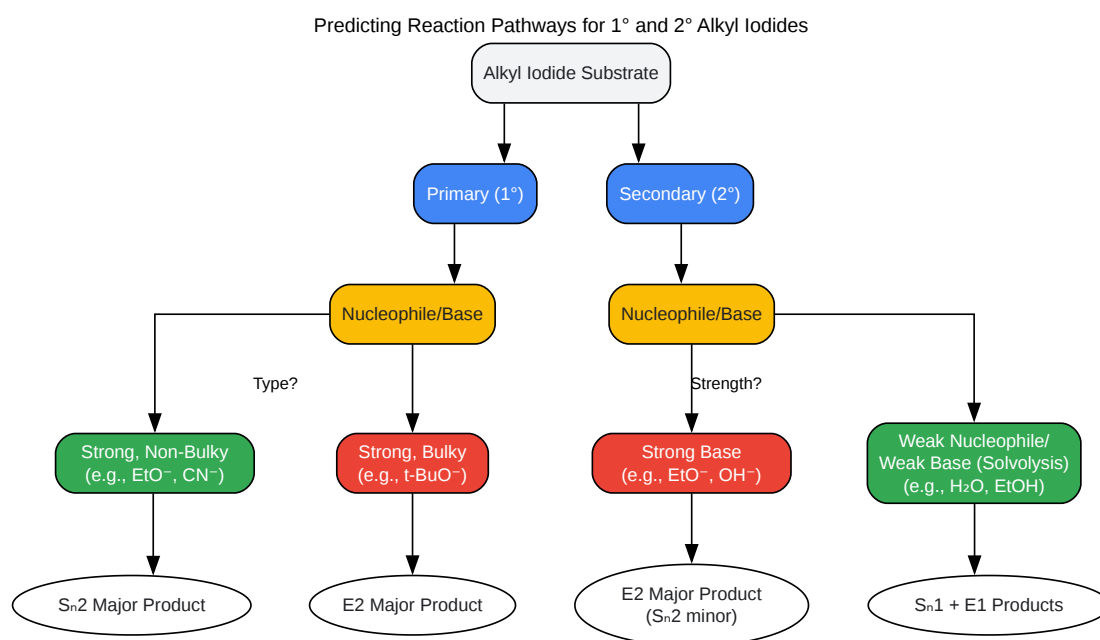 Predicting Reaction Pathways for 1° and 2° Alkyl Iodides
Alkyl Iodide Substrate
Primary (1°)
Secondary (2°)
Nucleophile/Base
Nucleophile/Base
Type?
Strength?
Strong, Non-Bulky
(e.g., EtO⁻, CN⁻)
Strong, Bulky
(e.g., t-BuO⁻)
Strong Base
(e.g., EtO⁻, OH⁻)
Weak Nucleophile/
Weak Base (Solvolysis)
(e.g., H₂O, EtOH)
Sₙ2 Major Product
E2 Major Product
E2 Major Product
(Sₙ2 minor)
Sₙ1 + E1 Products